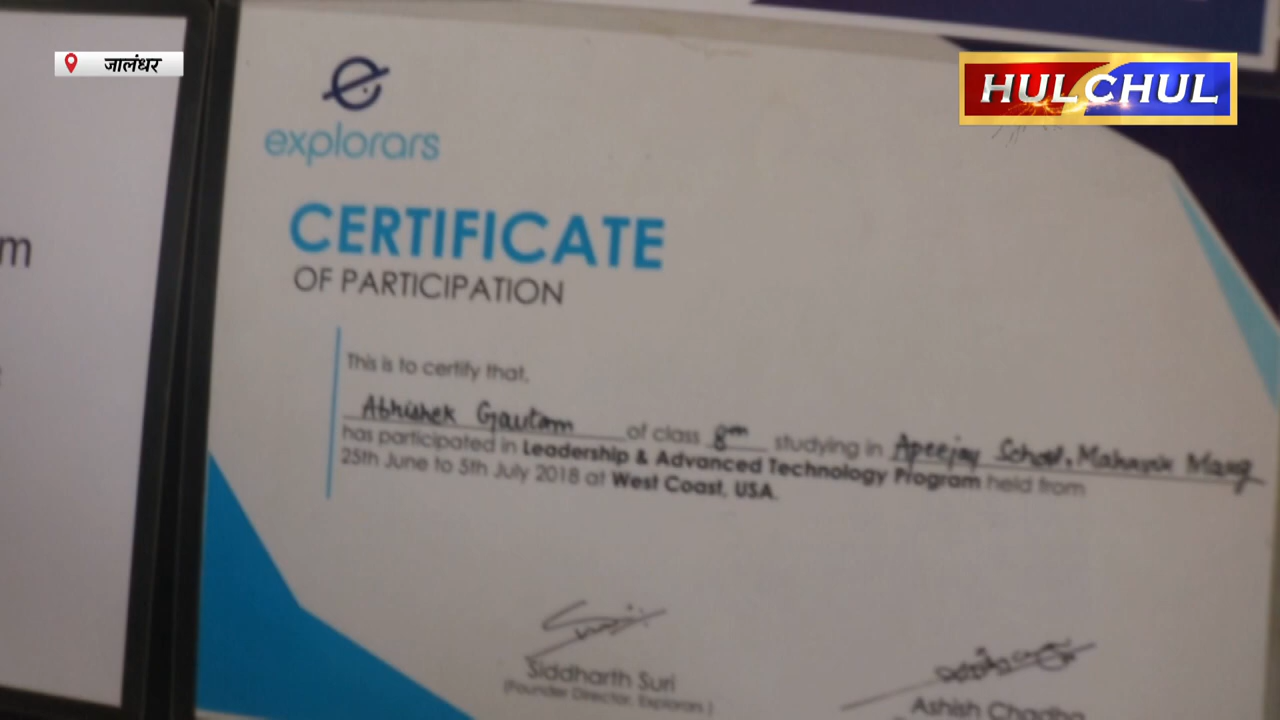 जालंधर
HULCHUL
explorars
CERTIFICATE
OF PARTICIPATION
m
This is to certify that,
Abhishek Gautam of class 8th studying in Apeejay School, Mahavir Marg
has participated in Leadership & Advanced Technology Program held from
25th June to 5th July 2018 at West Coast, USA.
Siddharth Suri
(Founder Director, Explorars)
Ashish Chadha